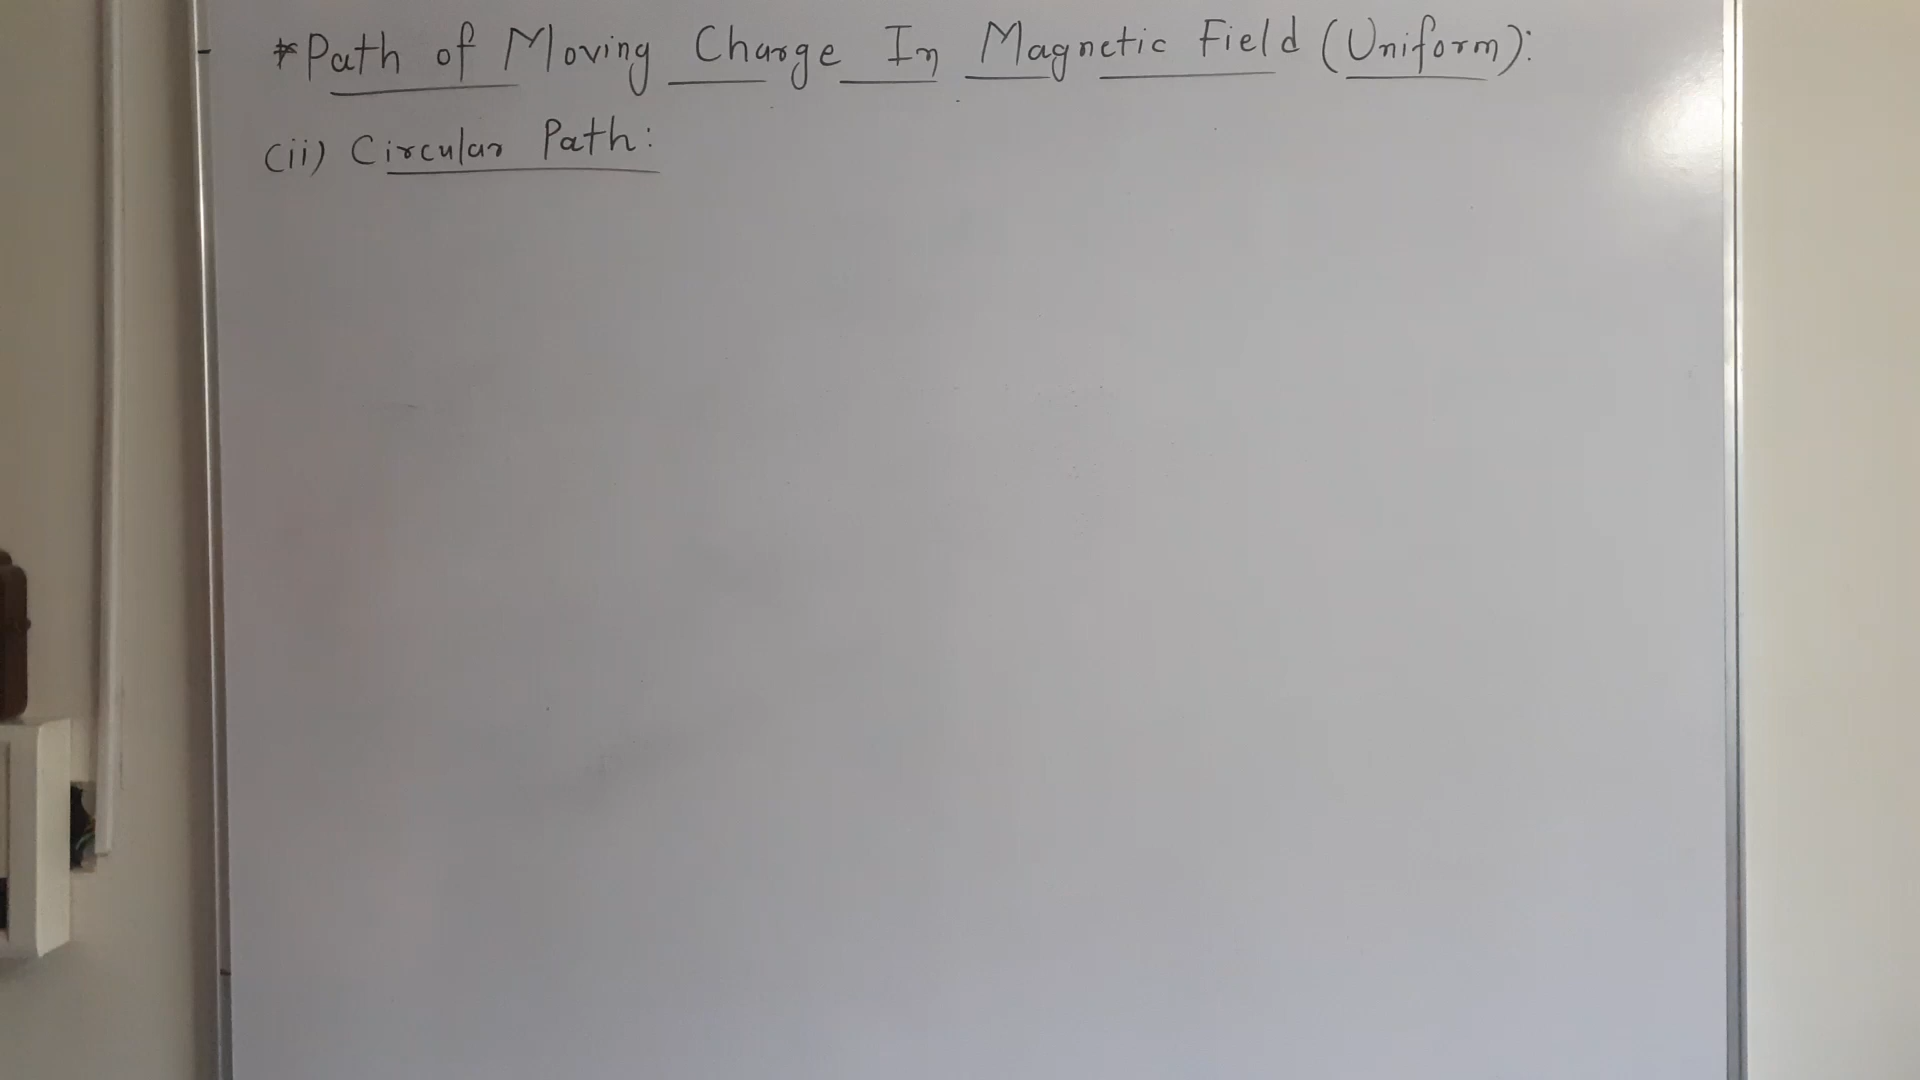 *Path of Moving Charge In Magnetic Field (Uniform):
(ii) Circular Path: